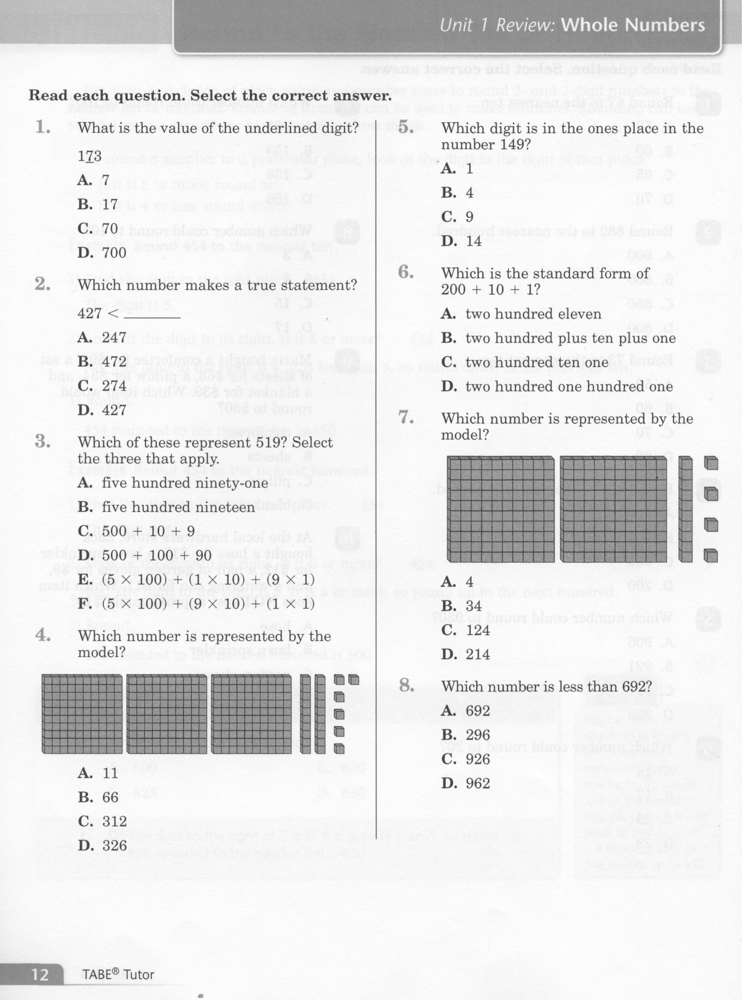 Unit 1 Review: Whole Numbers
Read each question. Select the correct answer.
1. What is the value of the underlined digit?
173
A. 7
B. 17
C. 70
D. 700
2. Which number makes a true statement?
427 < ________
A. 247
B. 472
C. 274
D. 427
3. Which of these represent 519? Select
the three that apply.
A. five hundred ninety-one
B. five hundred nineteen
C. 500 + 10 + 9
D. 500 + 100 + 90
E. (5 × 100) + (1 × 10) + (9 × 1)
F. (5 × 100) + (9 × 10) + (1 × 1)
4. Which number is represented by the
model?
A. 11
B. 66
C. 312
D. 326
5. Which digit is in the ones place in the
number 149?
A. 1
B. 4
C. 9
D. 14
6. Which is the standard form of
200 + 10 + 1?
A. two hundred eleven
B. two hundred plus ten plus one
C. two hundred ten one
D. two hundred one hundred one
7. Which number is represented by the
model?
A. 4
B. 34
C. 124
D. 214
8. Which number is less than 692?
A. 692
B. 296
C. 926
D. 962
12 TABE® Tutor